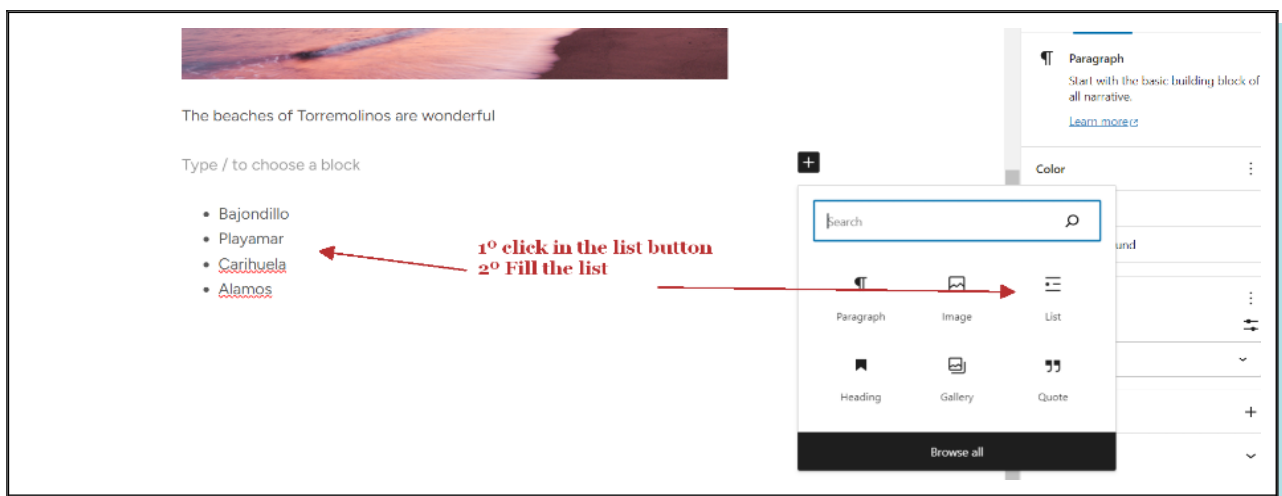 The beaches of Torremolinos are wonderful
Type / to choose a block
Bajondillo
Playamar
Carihuela
Alamos
1º click in the list button
2º Fill the list
Search
Paragraph
Image
List
Heading
Gallery
Quote
Browse all
Paragraph
Start with the basic building block of
all narrative.
Learn more
Color
und